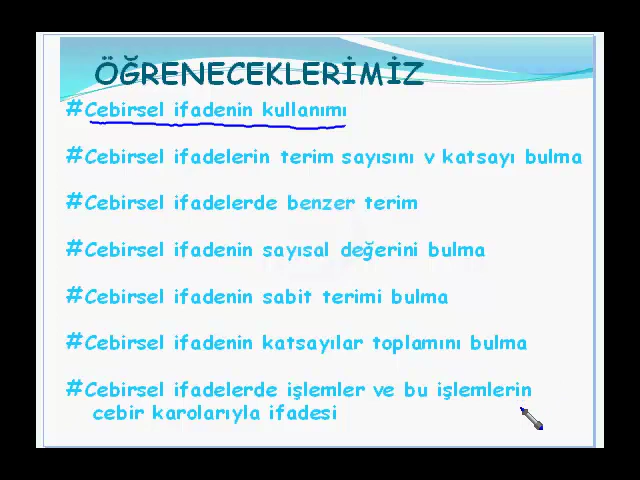 ÖĞRENECEKLERİMİZ
#Cebirsel ifadenin kullanımı
#Cebirsel ifadelerin terim sayısını v katsayı bulma
#Cebirsel ifadelerde benzer terim
#Cebirsel ifadenin sayısal değerini bulma
#Cebirsel ifadenin sabit terimi bulma
#Cebirsel ifadenin katsayılar toplamını bulma
#Cebirsel ifadelerde işlemler ve bu işlemlerin
cebir karolarıyla ifadesi